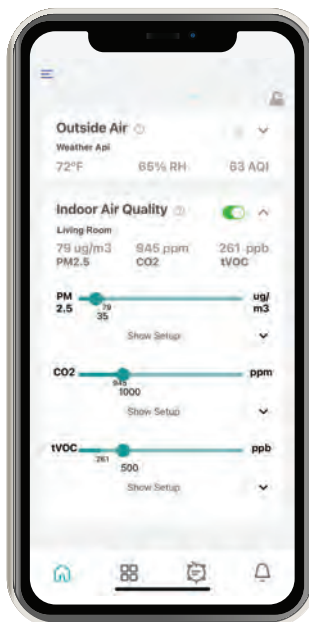 Outside Air
Weather Api
72°F 65% RH 63 AQI
Indoor Air Quality
Living Room
79 ug/m3 945 ppm 261 ppb
PM2.5 CO2 tVOC
PM 2.5 ug/m3
79
35
Show Setup
CO2 ppm
945
1000
Show Setup
tVOC ppb
261
500
Show Setup